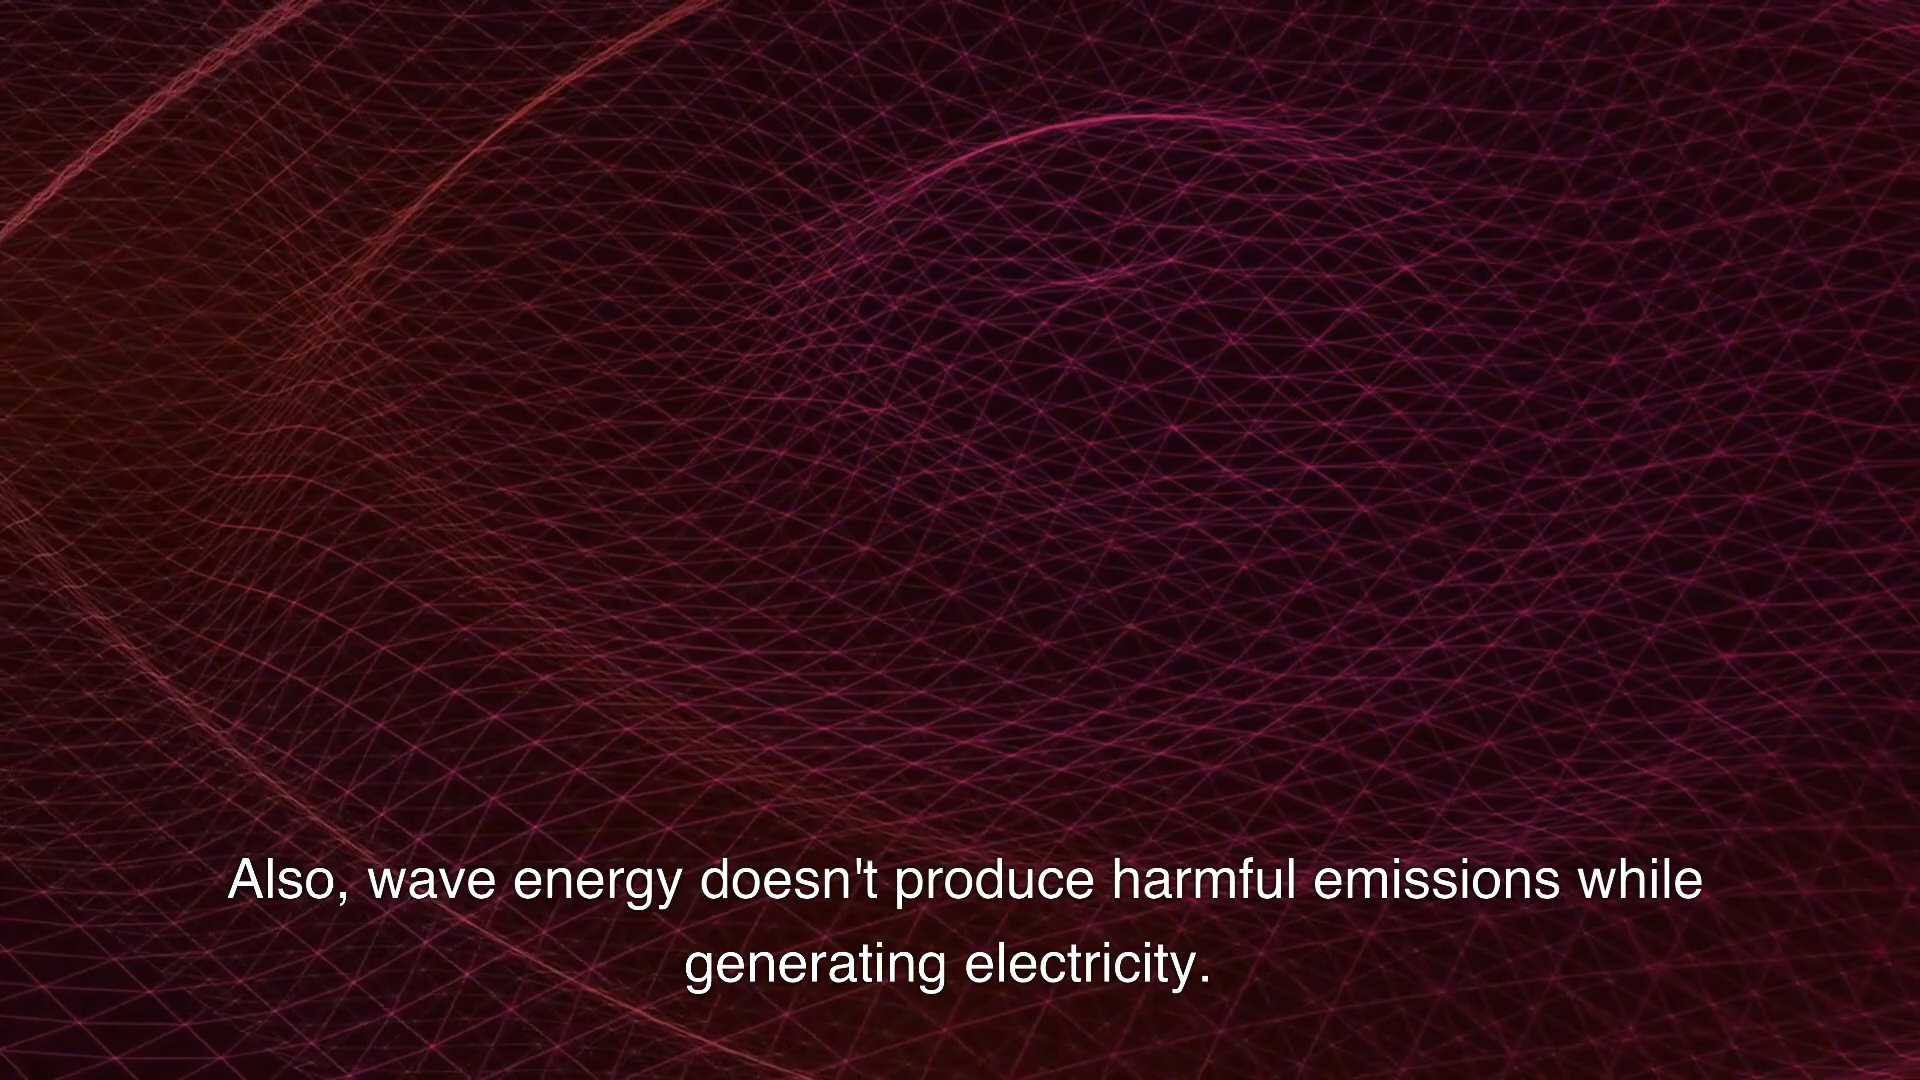 Also, wave energy doesn't produce harmful emissions while
generating electricity.